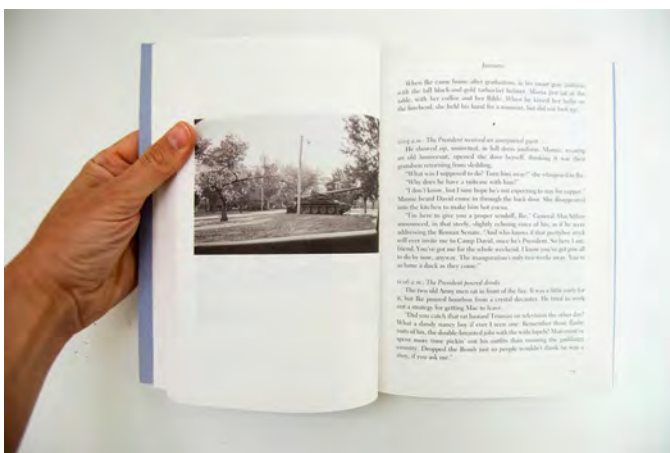 January
When Ike came home after graduation, in his smart gray uniform
with the tall black-and-gold tarbucket helmet, Mama just sat at the
table, with her coffee and her Bible. When he kissed her hello on
the forehead, she held his hand for a moment, but did not look up.
a.m.: The President received an unexpected guest
He showed up, uninvited, in full dress uniform. Mamie, wearing
an old housecoat, opened the door herself, thinking it was their
grandson returning from sledding.
"What was I supposed to do? Turn him away?" she whispered to Ike.
"Why does he have a suitcase with him?"
"I don't know, but I sure hope he's not expecting to stay for supper."
Mamie heard David come in through the back door. She disappeared
into the kitchen to make him hot cocoa.
"I'm here to give you a proper sendoff, Ike," General MacArthur
announced, in that steely, slightly echoing voice of his, as if he were
addressing the Roman Senate. "And who knows if that prettyboy mick
will ever invite me to Camp David, once he's President. So here I am,
friend. You've got me for the whole weekend. I know you've got zero all
to do by now, anyway. The inauguration's only two weeks away. You're
as lame a duck as they come."
a.m.: The President poured drinks
The two old Army men sat in front of the fire. It was a little early for
it, but Ike poured bourbon from a crystal decanter. He tried to work
out a strategy for getting Mac to leave.
"Did you catch that rat bastard Truman on television the other day?
What a dandy nancy boy if ever I seen one. Remember those flashy
suits of his, the double-breasted jobs with the wide lapels? Must've
spent more time pickin' out his outfits than running the goddamn
country. Dropped the Bomb just so people wouldn't think he was a
sissy, if you ask me."